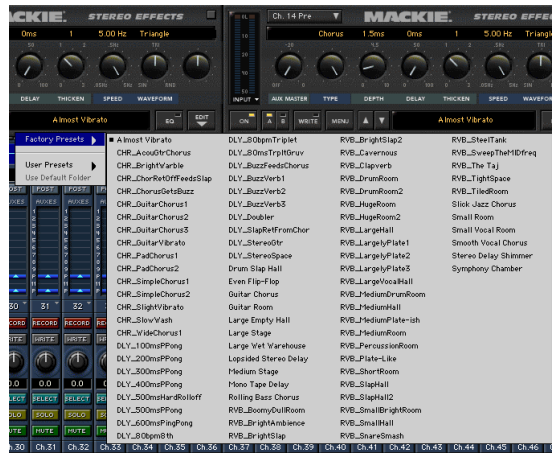 MACKIE. STEREO EFFECTS
Ch. 14 Pre
MACKIE. STEREO EFFECTS
0ms 1 5.00 Hz Triangle
Chorus 1.5ms 0ms 1 5.00 Hz Triangle
DELAY THICKEN SPEED WAVEFORM
INPUT AUX MASTER TYPE DEPTH DELAY THICKEN SPEED WAVEFORM
Almost Vibrato EQ EDIT
ON A B WRITE MENU Almost Vibrato
Factory Presets
User Presets
Use Default Folder
Almost Vibrato
CHR_AcouGtrChorus
CHR_BrightWarble
CHR_ChorRetOffFeedsSlap
CHR_ChorusGetsBuzz
CHR_GuitarChorus1
CHR_GuitarChorus2
CHR_GuitarChorus3
CHR_GuitarVibrato
CHR_PadChorus1
CHR_PadChorus2
CHR_SimpleChorus1
CHR_SimpleChorus2
CHR_SlightVibrato
CHR_SlowWash
CHR_WideChorus1
DLY_100msPPong
DLY_200msPPong
DLY_300msPPong
DLY_400msPPong
DLY_500msHardRolloff
DLY_500msPPong
DLY_600msPingPong
DLY_80bpm8th
DLY_80bpmTriplet
DLY_80msTrpltGruv
DLY_BuzzFeedsChorus
DLY_BuzzVerb1
DLY_BuzzVerb2
DLY_BuzzVerb3
DLY_Doubler
DLY_SlapRetFromChor
DLY_StereoGtr
DLY_StereoSpace
Drum Slap Hall
Even Flip-Flop
Guitar Chorus
Guitar Room
Large Empty Hall
Large Stage
Large Wet Warehouse
Lopsided Stereo Delay
Medium Stage
Mono Tape Delay
Rolling Bass Chorus
RVB_BoomyDullRoom
RVB_BrightAmbience
RVB_BrightSlap
RVB_BrightSlap2
RVB_Cavernous
RVB_Clapverb
RVB_DrumRoom
RVB_DrumRoom2
RVB_HugeRoom
RVB_HugeRoom2
RVB_LargeHall
RVB_LargelyPlate1
RVB_LargelyPlate2
RVB_LargelyPlate3
RVB_LargeVocalHall
RVB_MediumDrumRoom
RVB_MediumHall
RVB_MediumPlate-ish
RVB_MediumRoom
RVB_PercussionRoom
RVB_Plate-Like
RVB_ShortRoom
RVB_SlapHall
RVB_SlapHall2
RVB_SmallBrightRoom
RVB_SmallHall
RVB_SnareSmash
RVB_SteelTank
RVB_SweepTheMIDfreq
RVB_The Taj
RVB_TightSpace
RVB_TiledRoom
Slick Jazz Chorus
Small Room
Small Vocal Room
Smooth Vocal Chorus
Stereo Delay Shimmer
Symphony Chamber
POST POST POST
AUXES AUXES
30 31 32
RECORD RECORD
WRITE WRITE
0.0 0.0 0.0
SELECT SELECT
SOLO SOLO SOLO
MUTE MUTE MUTE
Ch.30 Ch.31 Ch.32 Ch.33 Ch.34 Ch.35 Ch.36 Ch.37 Ch.38 Ch.39 Ch.40 Ch.41 Ch.42 Ch.43 Ch.44 Ch.45 Ch.46